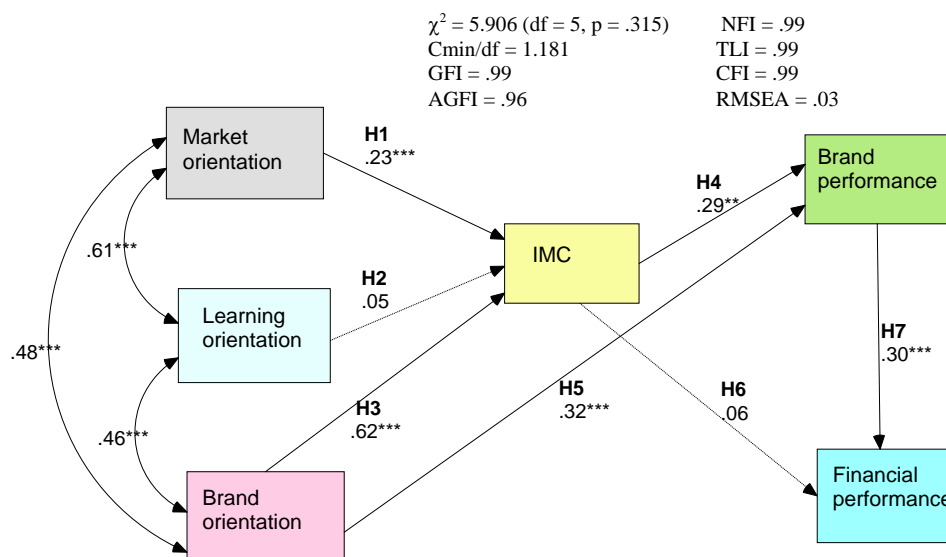 χ² = 5.906 (df = 5, p = .315)
Cmin/df = 1.181
GFI = .99
AGFI = .96
NFI = .99
TLI = .99
CFI = .99
RMSEA = .03
Market
orientation
H1
.23***
Brand
performance
H4
.29**
IMC
.61***
H2
.05
Learning
orientation
.48***
H3
.62***
H5
.32***
H6
.06
H7
.30***
.46***
Brand
orientation
Financial
performance